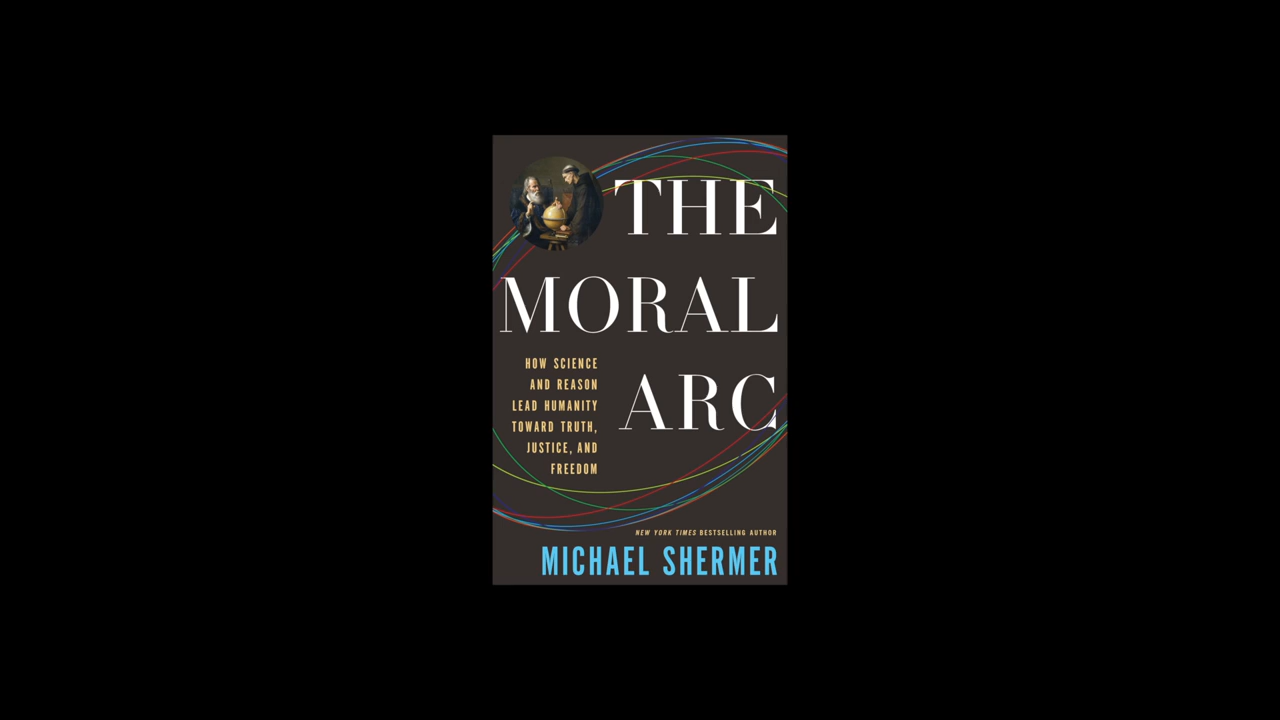 THE
MORAL
ARC
HOW SCIENCE
AND REASON
LEAD HUMANITY
TOWARD TRUTH,
JUSTICE, AND
FREEDOM
NEW YORK TIMES BESTSELLING AUTHOR
MICHAEL SHERMER